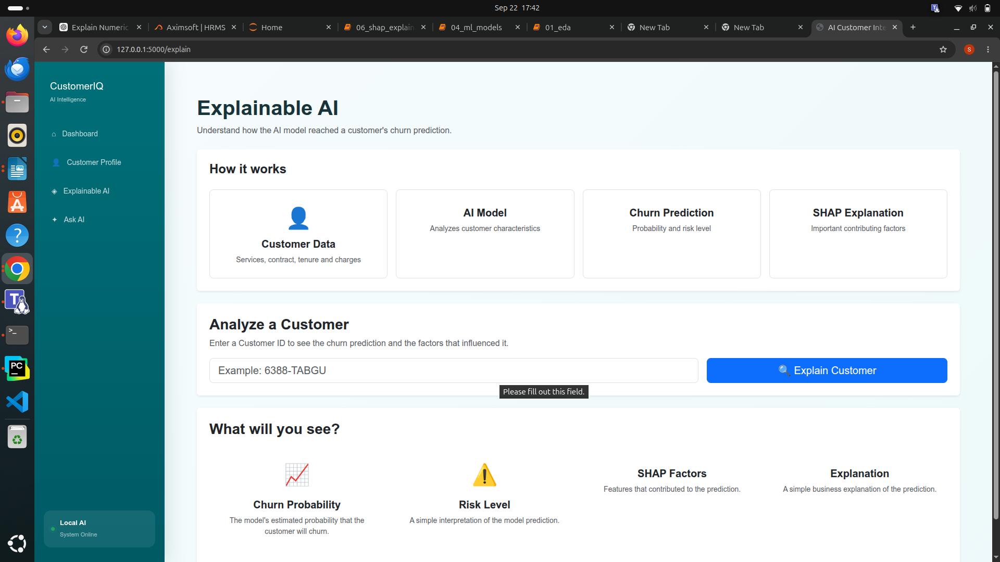 Sep 22 17:42
Explain Numeric
Aximsoft | HRMS
Home
06_shap_explain
04_ml_models
01_eda
New Tab
New Tab
AI Customer Inte
127.0.0.1:5000/explain
S
CustomerIQ
AI Intelligence
Dashboard
Customer Profile
Explainable AI
Ask AI
Local AI
System Online
Explainable AI
Understand how the AI model reached a customer's churn prediction.
How it works
Customer Data
Services, contract, tenure and charges
AI Model
Analyzes customer characteristics
Churn Prediction
Probability and risk level
SHAP Explanation
Important contributing factors
Analyze a Customer
Enter a Customer ID to see the churn prediction and the factors that influenced it.
Example: 6388-TABGU
Explain Customer
Please fill out this field.
What will you see?
Churn Probability
The model's estimated probability that the
customer will churn.
Risk Level
A simple interpretation of the model prediction.
SHAP Factors
Features that contributed to the prediction.
Explanation
A simple business explanation of the prediction.